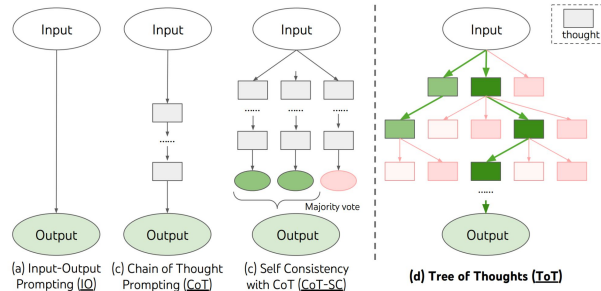 Input
Input
Input
Input
thought
......
......
......
......
......
......
Majority vote
Output
Output
Output
Output
(a) Input-Output
Prompting (IO)
(c) Chain of Thought
Prompting (CoT)
(c) Self Consistency
with CoT (CoT-SC)
(d) Tree of Thoughts (ToT)